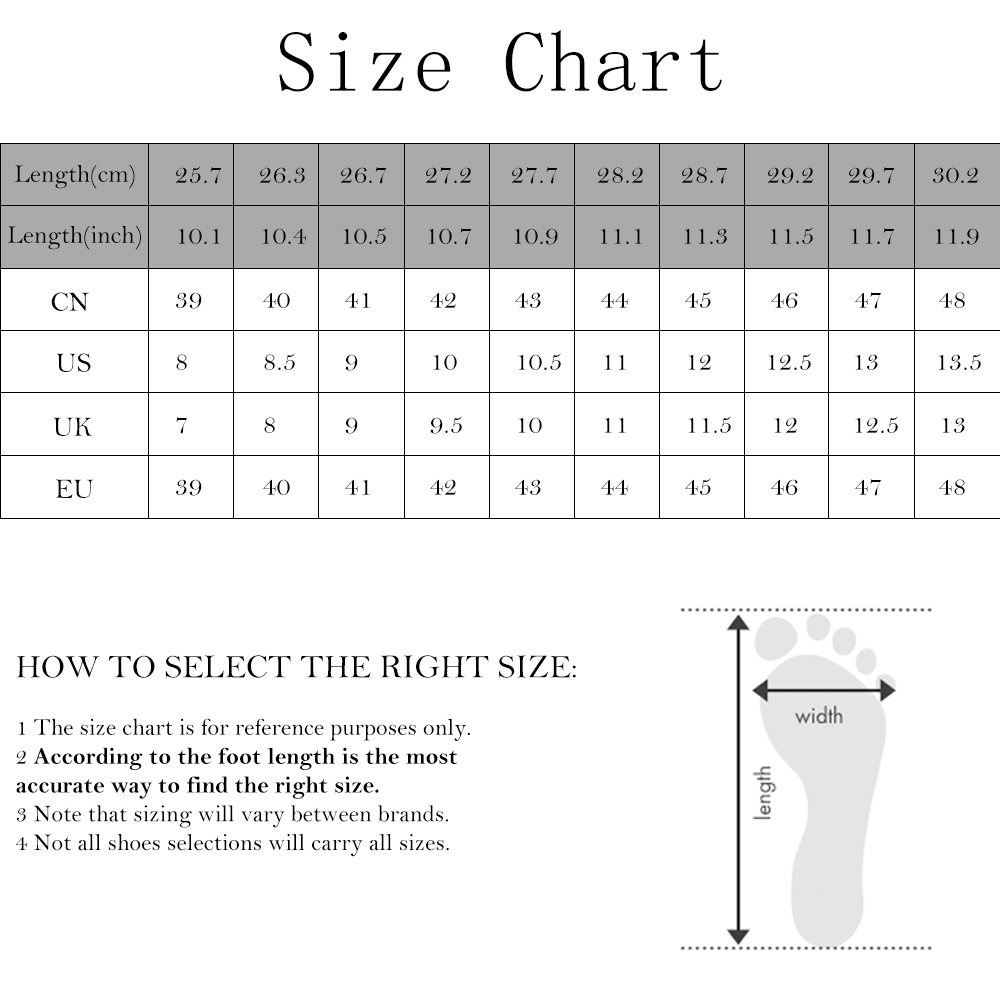 Size Chart
Length(cm) 25.7 26.3 26.7 27.2 27.7 28.2 28.7 29.2 29.7 30.2
Length(inch) 10.1 10.4 10.5 10.7 10.9 11.1 11.3 11.5 11.7 11.9
CN 39 40 41 42 43 44 45 46 47 48
US 8 8.5 9 10 10.5 11 12 12.5 13 13.5
UK 7 8 9 9.5 10 11 11.5 12 12.5 13
EU 39 40 41 42 43 44 45 46 47 48
HOW TO SELECT THE RIGHT SIZE:
1 The size chart is for reference purposes only.
2 According to the foot length is the most
accurate way to find the right size.
3 Note that sizing will vary between brands.
4 Not all shoes selections will carry all sizes.
width
length